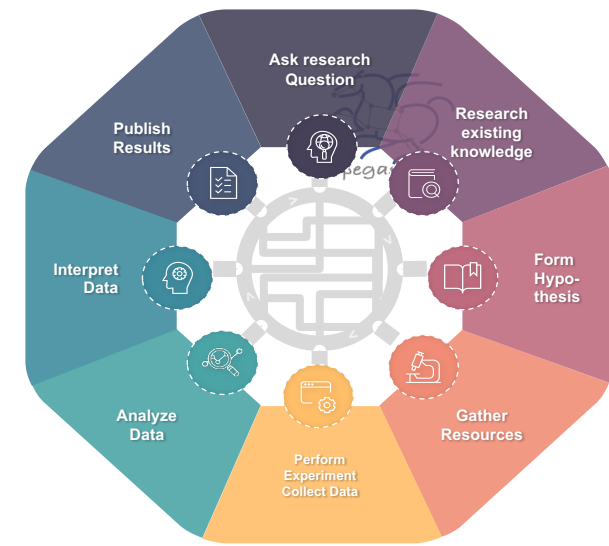 Ask research
Question
Research
existing
knowledge
Form
Hypo-
thesis
Gather
Resources
Perform
Experiment
Collect Data
Analyze
Data
Interpret
Data
Publish
Results